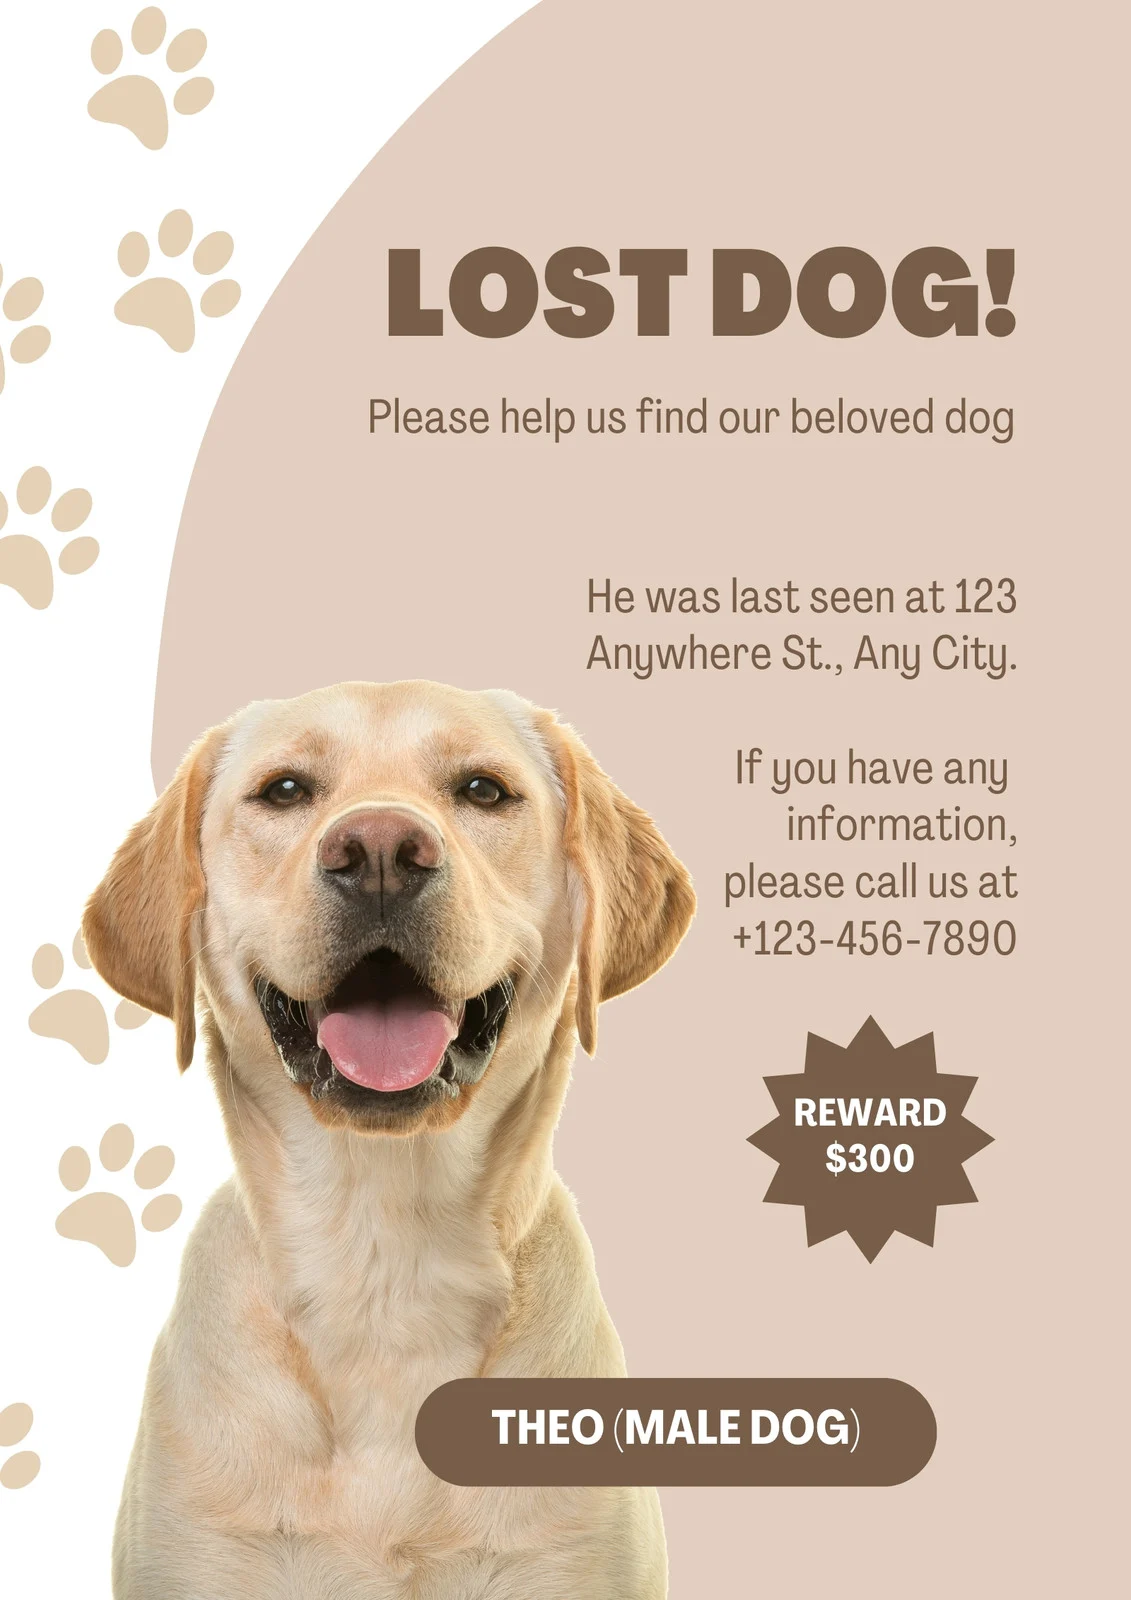 LOST DOG!
Please help us find our beloved dog
He was last seen at 123
Anywhere St., Any City.
If you have any
information,
please call us at
+123-456-7890
REWARD
$300
THEO (MALE DOG)